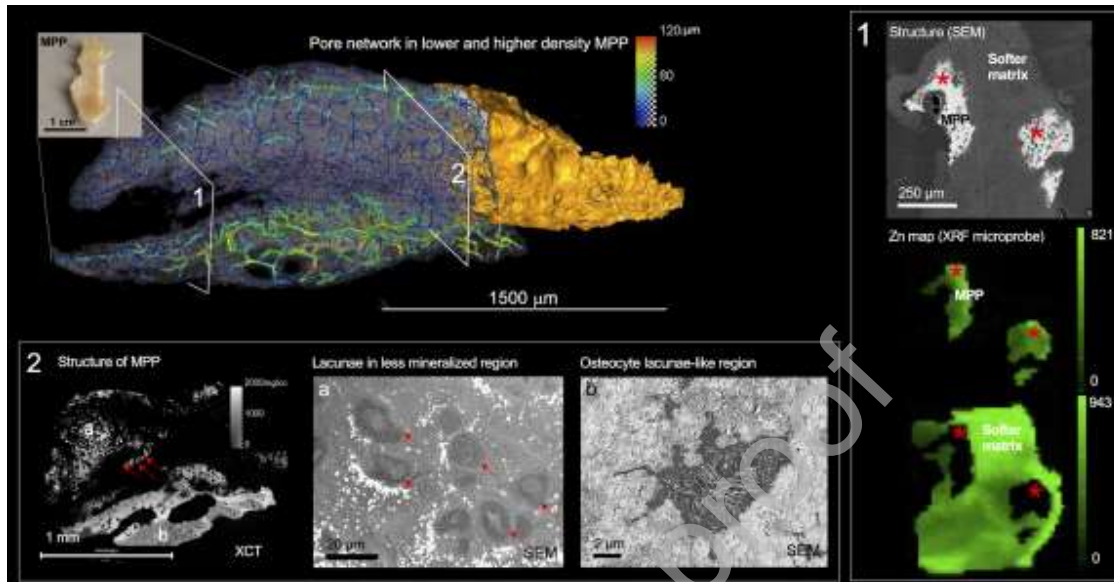 MPP
1 cm
Pore network in lower and higher density MPP
120 µm
80
0
1
2
1500 µm
2
Structure of MPP
1000
a
b
1 mm
XCT
Lacunae in less mineralized region
a
20 µm
SEM
Osteocyte lacunae-like region
b
2 µm
SEM
1
Structure (SEM)
Softer
matrix
MPP
250 µm
Zn map (XRF microprobe)
821
MPP
0
943
Softer
matrix
0
proof